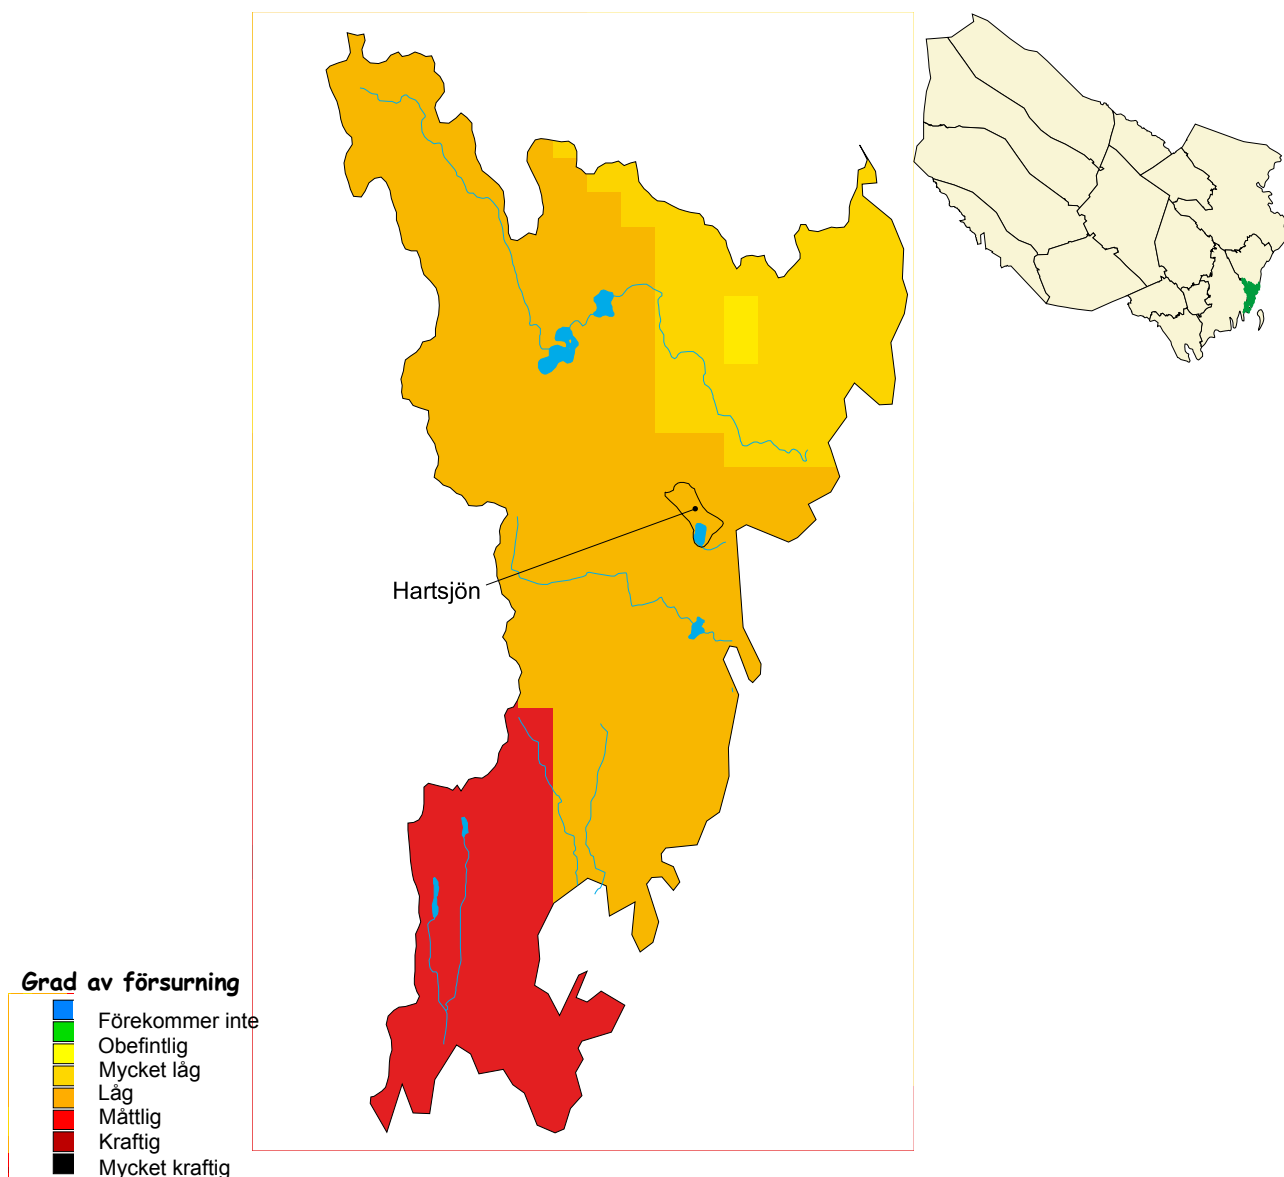 Hartsjön
Grad av försurning
Förekommer inte
Obefintlig
Mycket låg
Låg
Måttlig
Kraftig
Mycket kraftig